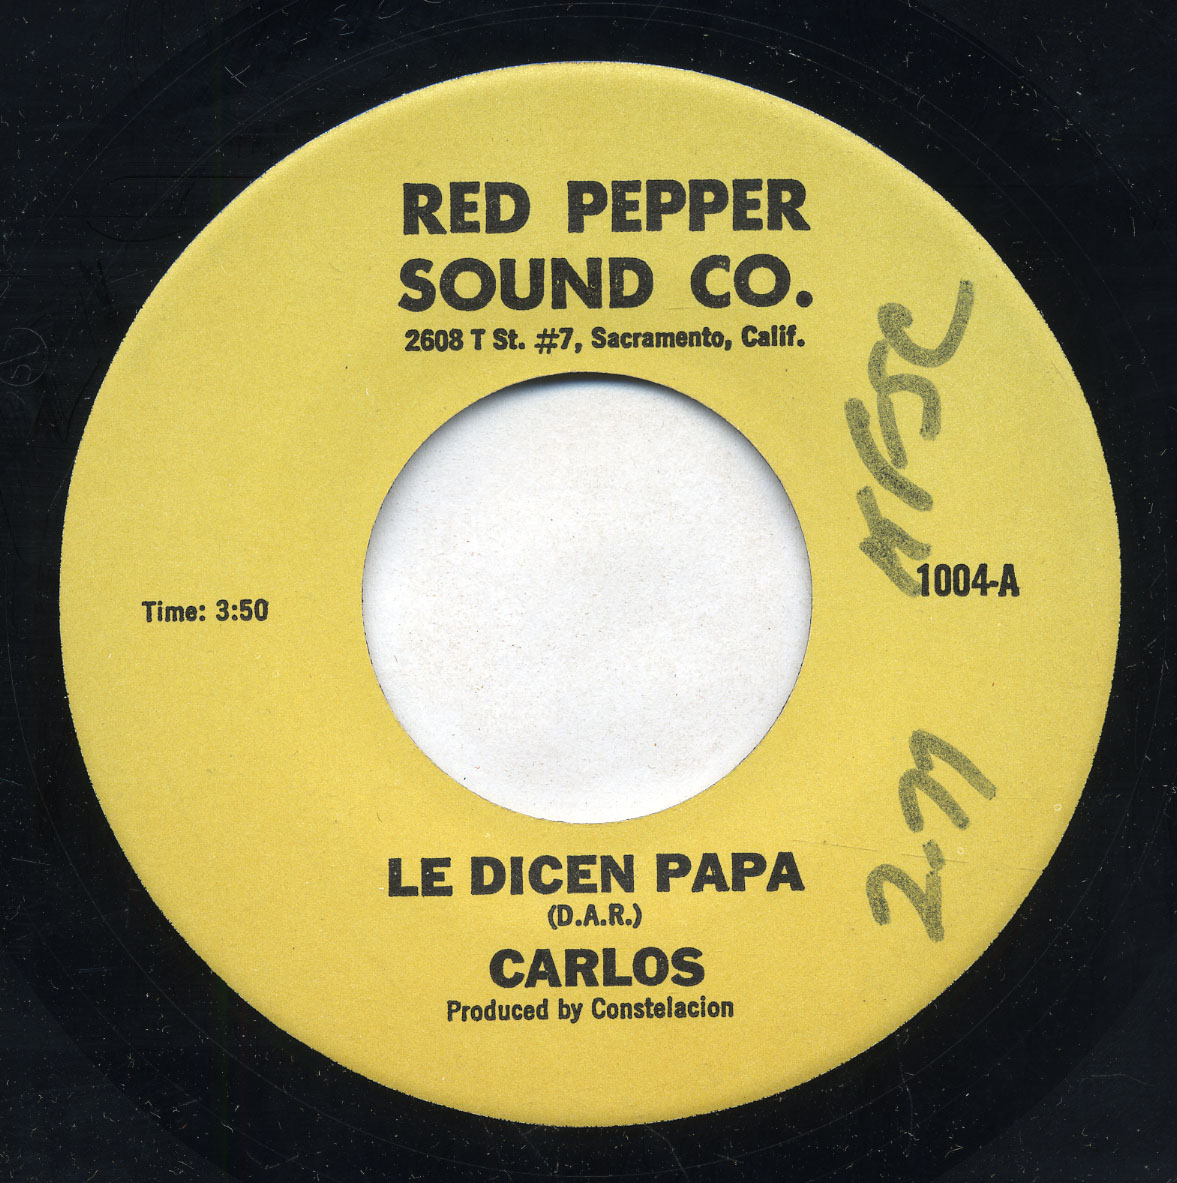 RED PEPPER
SOUND CO.
2608 T St. #7, Sacramento, Calif.
1004-A
Time: 3:50
LE DICEN PAPA
(D.A.R.)
CARLOS
Produced by Constelacion